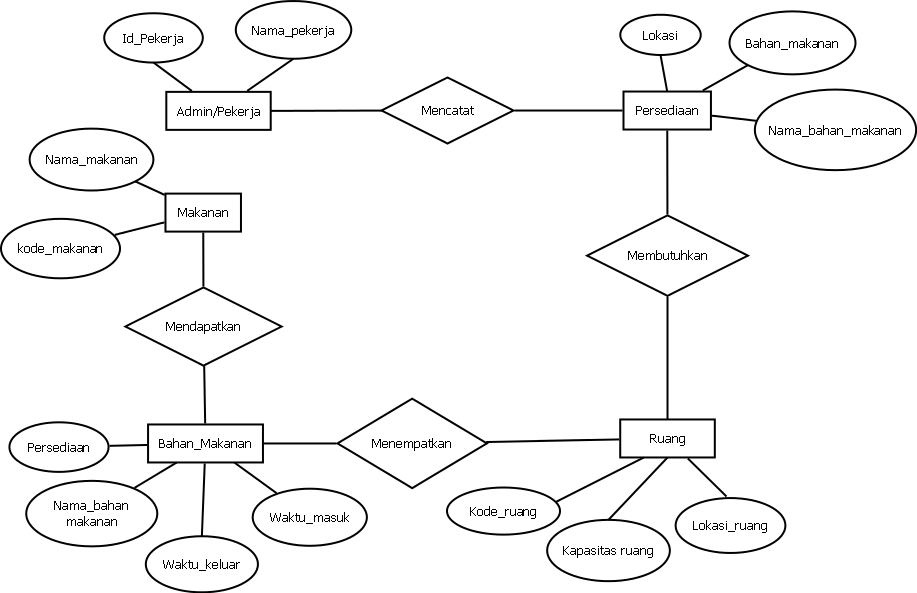 Id_Pekerja
Nama_pekerja
Lokasi
Bahan_makanan
Admin/Pekerja
Mencatat
Persediaan
Nama_bahan_makanan
Nama_makanan
Makanan
kode_makanan
Membutuhkan
Mendapatkan
Persediaan
Bahan_Makanan
Menempatkan
Ruang
Nama_bahan
makanan
Waktu_masuk
Waktu_keluar
Kode_ruang
Kapasitas ruang
Lokasi_ruang